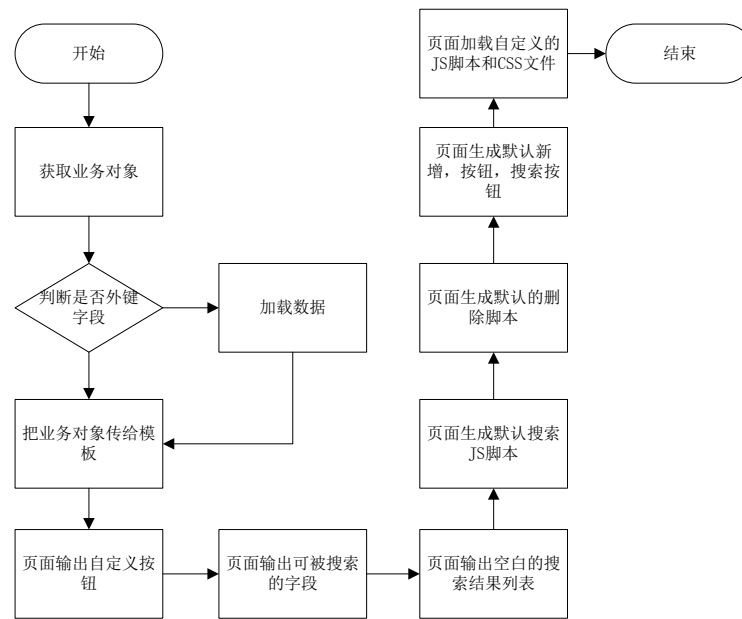 开始
获取业务对象
判断是否外键
字段
加载数据
把业务对象传给模
板
页面输出自定义按
钮
页面输出可被搜索
的字段
页面输出空白的搜
索结果列表
页面生成默认搜索
JS脚本
页面生成默认的删
除脚本
页面生成默认新
增，按钮，搜索按
钮
页面加载自定义的
JS脚本和CSS文件
结束